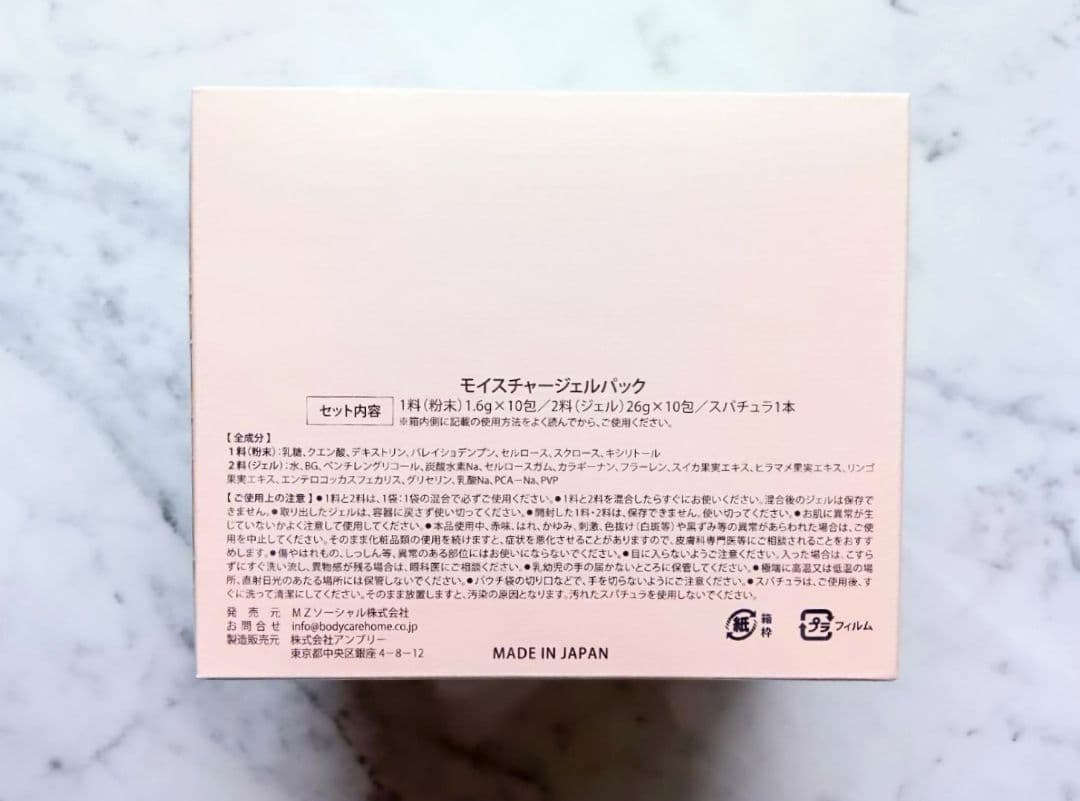 モイスチャージェルパック
セット内容
1料(粉末)1.6g×10包／2料(ジェル)26g×10包／スパチュラ1本
※箱内側に記載の使用方法をよく読んでから、ご使用ください。
【全成分】
1料(粉末):乳糖、クエン酸、デキストリン、バレイショデンプン、セルロース、スクロース、キシリトール
2料(ジェル):水、BG、ペンチレングリコール、炭酸水素Na、セルロースガム、カラギーナン、フラーレン、スイカ果実エキス、ヒラマメ果実エキス、リンゴ
果実エキス、エンテロコッカスフェカリス、グリセリン、乳酸Na、PCA-Na、PVP
【ご使用上の注意】●1料と2料は、1袋:1袋の混合で必ずご使用ください。●1料と2料を混合したらすぐにお使いください。混合後のジェルは保存で
きません。●取り出したジェルは、容器に戻さず使い切ってください。●開封した1料・2料は、保存できません。使い切ってください。●お肌に異常が生
じていないかよく注意して使用してください。●本品使用中、赤味、はれ、かゆみ、刺激、色抜け(白斑等)や黒ずみ等の異常があらわれた場合は、ご使
用を中止してください。そのまま化粧品類の使用を続けますと、症状を悪化させることがありますので、皮膚科専門医等にご相談されることをおすす
めします。●傷やはれもの、しっしん等、異常のある部位にはお使いにならないでください。●目に入らないようご注意ください。入った場合は、こすら
ずにすぐ洗い流し、異物感が残る場合は、眼科医にご相談ください。●乳幼児の手の届かないところに保管してください。●極端に高温又は低温の場
所、直射日光のあたる場所には保管しないでください。●パウチ袋の切り口などで、手を切らないようにご注意ください。●スパチュラは、ご使用後、す
ぐに洗って清潔にしてください。そのまま放置しますと、汚染の原因となります。汚れたスパチュラを使用しないでください。
発売元 MZソーシャル株式会社
お問合せ info@bodycarehome.co.jp
製造販売元 株式会社アンブリー
東京都中央区銀座4-8-12
MADE IN JAPAN
紙 箱 枠
プラ フィルム